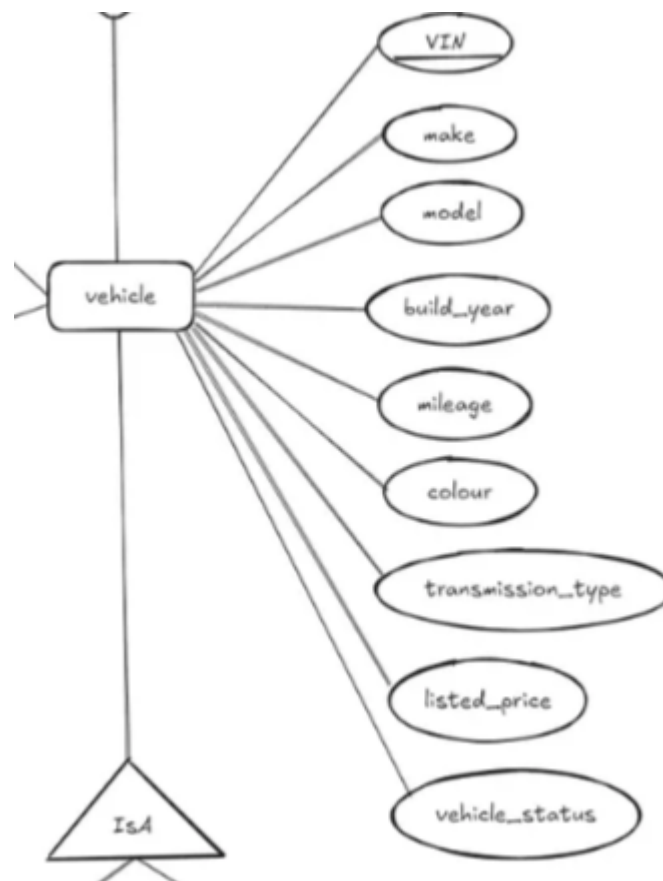 VIN
make
model
vehicle
build_year
mileage
colour
transmission_type
listed_price
vehicle_status
IsA